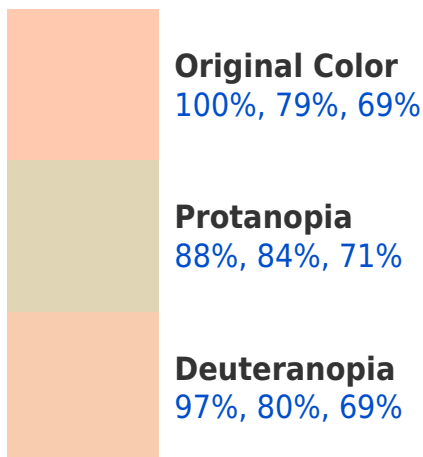 Original Color
100%, 79%, 69%
Protanopia
88%, 84%, 71%
Deuteranopia
97%, 80%, 69%